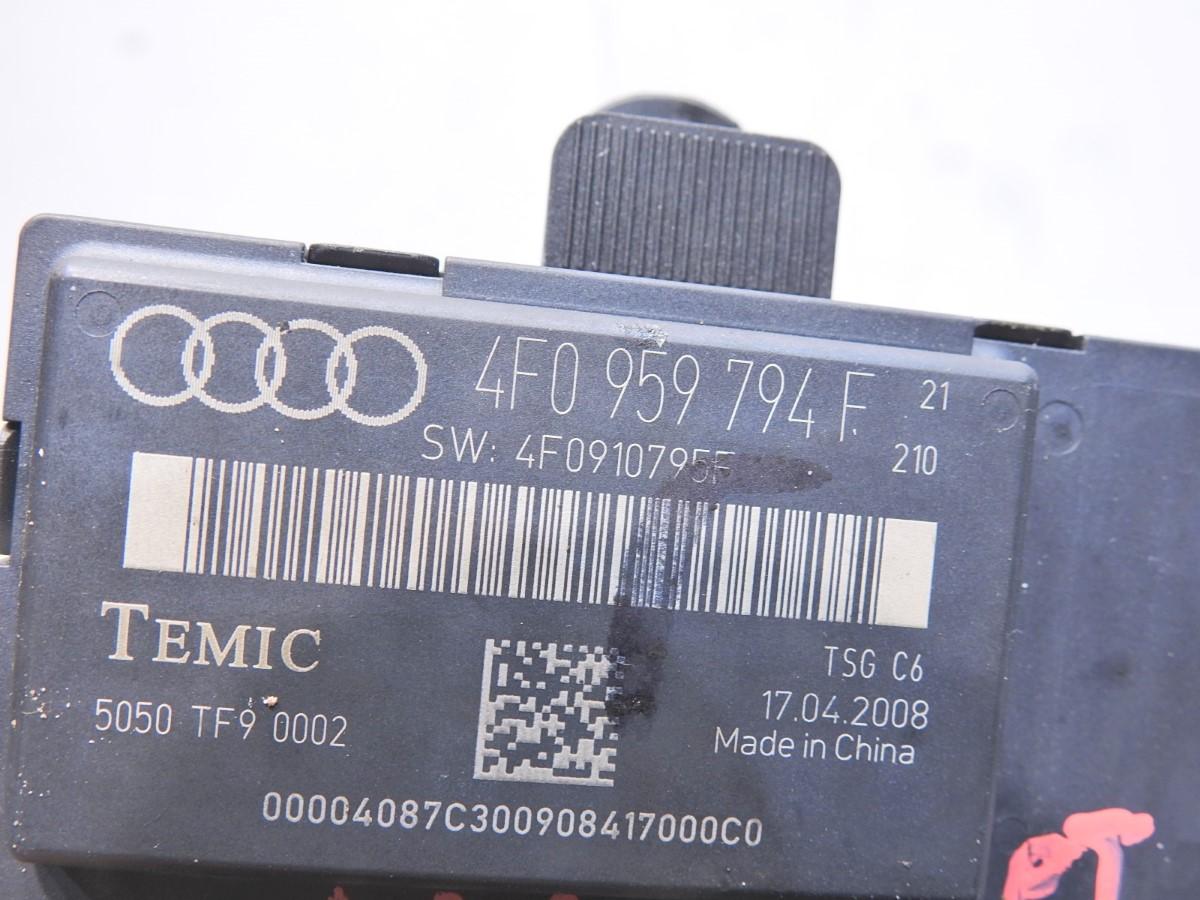 4F0 959 794 F 21
SW: 4F0910795F 210
TEMIC
TSG C6
5050 TF9 0002
17.04.2008
Made in China
00004087C300908417000C0